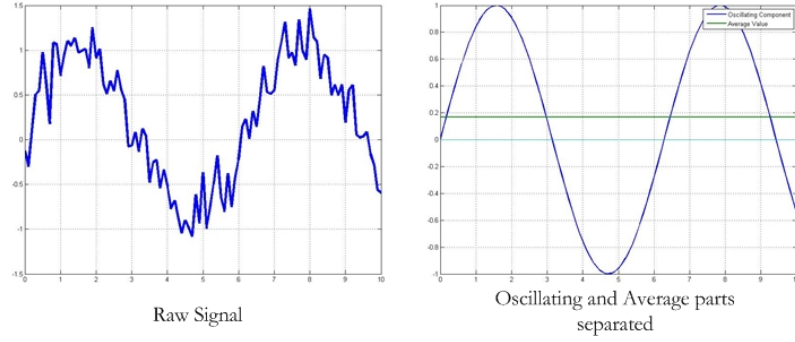 1.5
1
0.5
0
-0.5
-1
-1.5
0 1 2 3 4 5 6 7 8 9 10
Raw Signal
Oscillating Component
Average Value
1
0.8
0.6
0.4
0.2
0
-0.2
-0.4
-0.6
-0.8
-1
0 1 2 3 4 5 6 7 8 9 10
Oscillating and Average parts
separated